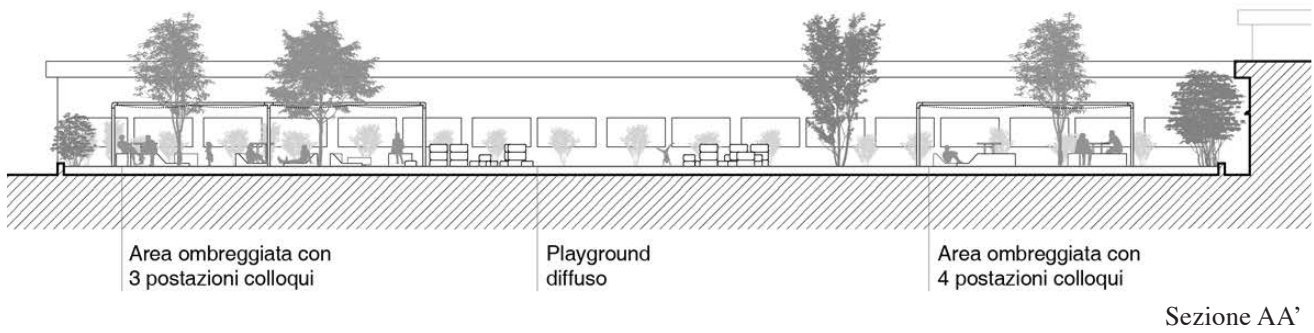 Area ombreggiata con
3 postazioni colloqui
Playground
diffuso
Area ombreggiata con
4 postazioni colloqui
Sezione AA’